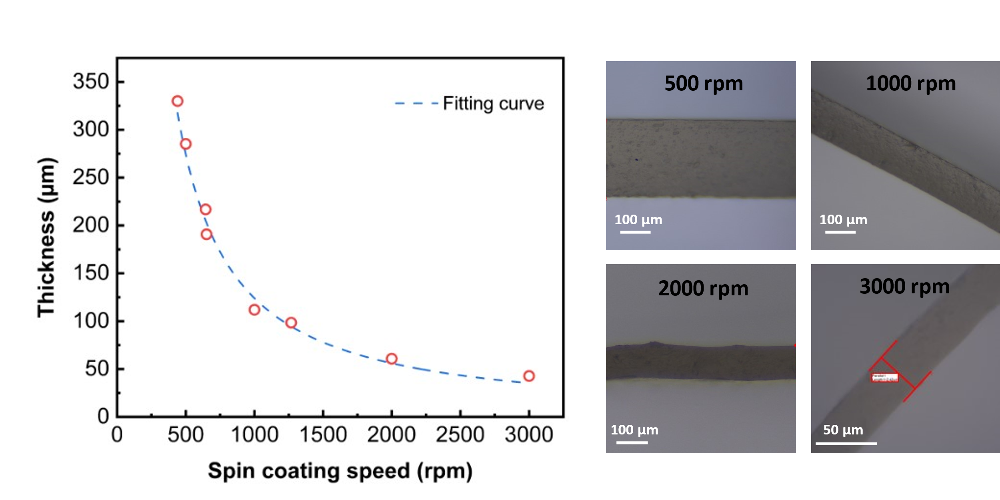 350
300
250
200
150
100
50
0
Thickness (µm)
Fitting curve
0 500 1000 1500 2000 2500 3000
Spin coating speed (rpm)
500 rpm
100 µm
1000 rpm
100 µm
2000 rpm
100 µm
3000 rpm
50 µm